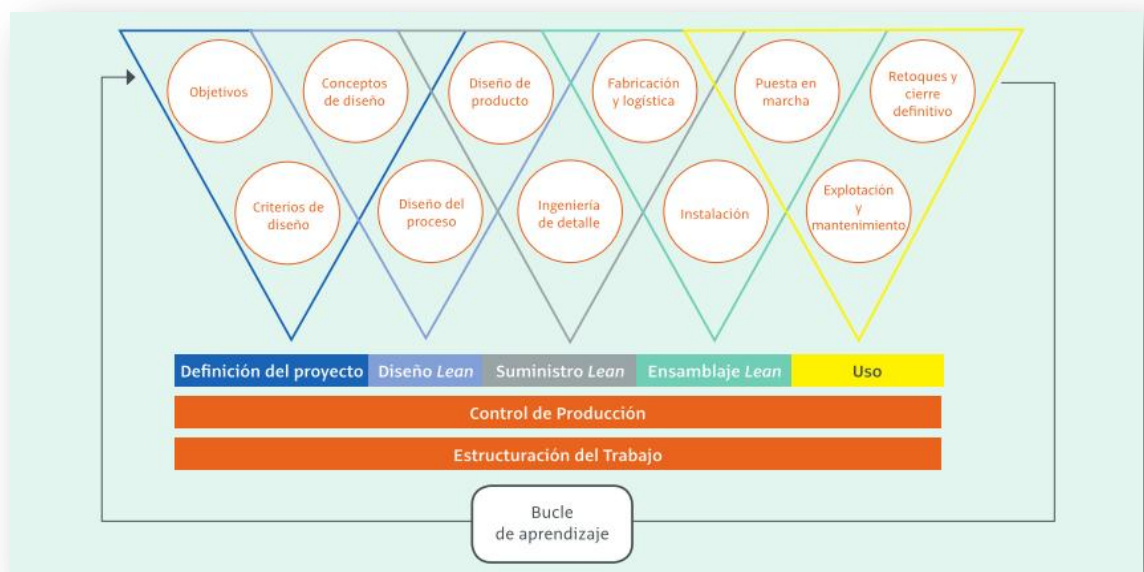 Objetivos
Conceptos
de diseño
Diseño de
producto
Fabricación
y logística
Puesta en
marcha
Retoques y
cierre
definitivo
Criterios de
diseño
Diseño del
proceso
Ingeniería
de detalle
Instalación
Explotación
y
mantenimiento
Definición del proyecto
Diseño Lean
Suministro Lean
Ensamblaje Lean
Uso
Control de Producción
Estructuración del Trabajo
Bucle
de aprendizaje